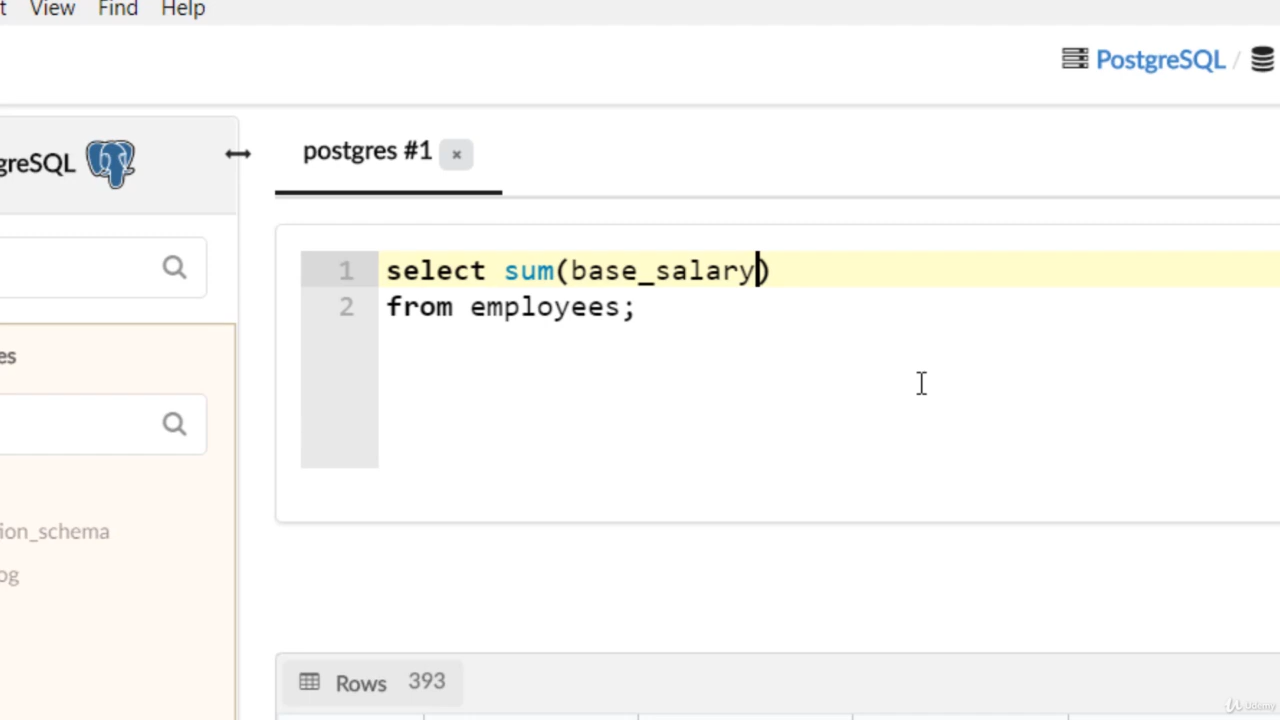 t View Find Help
PostgreSQL /
greSQL
postgres #1 ×
1 select sum(base_salary)
2 from employees;
es
ion_schema
og
Rows 393
Udemy